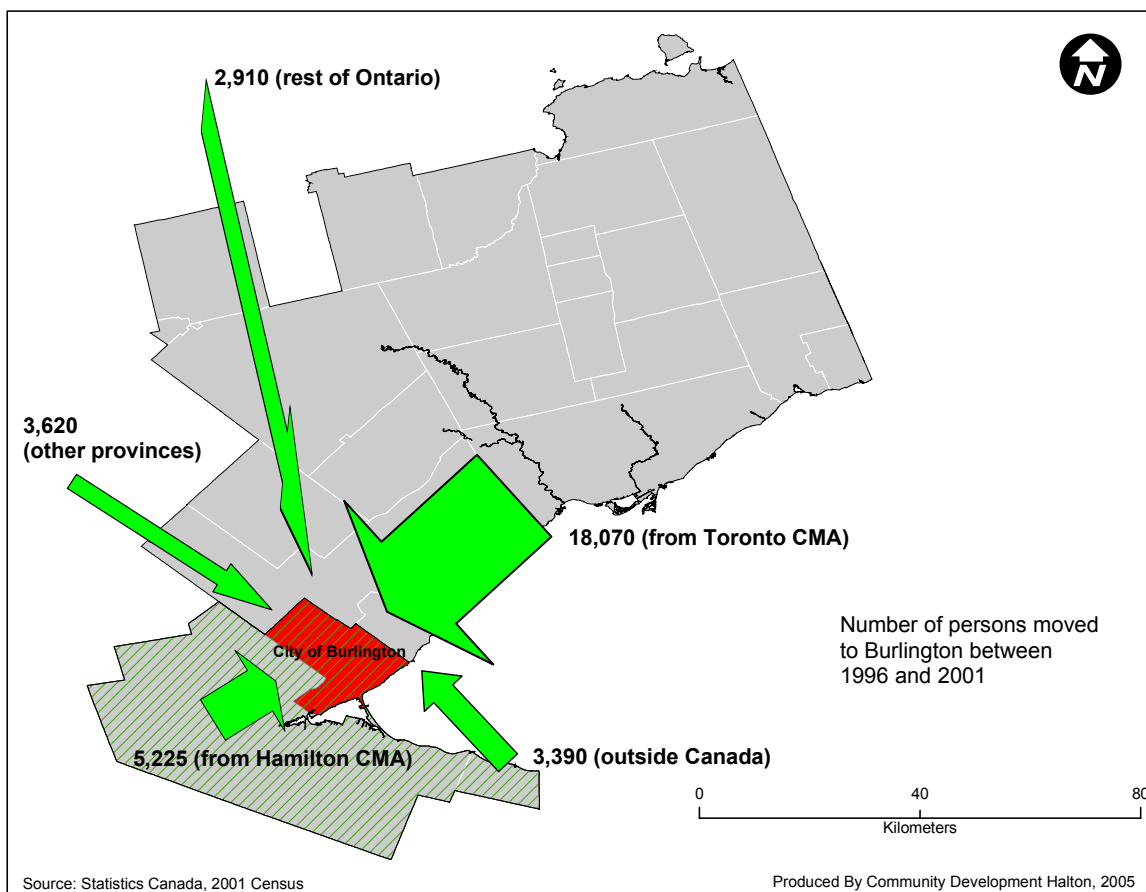 N
2,910 (rest of Ontario)
3,620
(other provinces)
18,070 (from Toronto CMA)
Number of persons moved
to Burlington between
1996 and 2001
City of Burlington
5,225 (from Hamilton CMA)
3,390 (outside Canada)
0 40 80
Kilometers
Source: Statistics Canada, 2001 Census
Produced By Community Development Halton, 2005